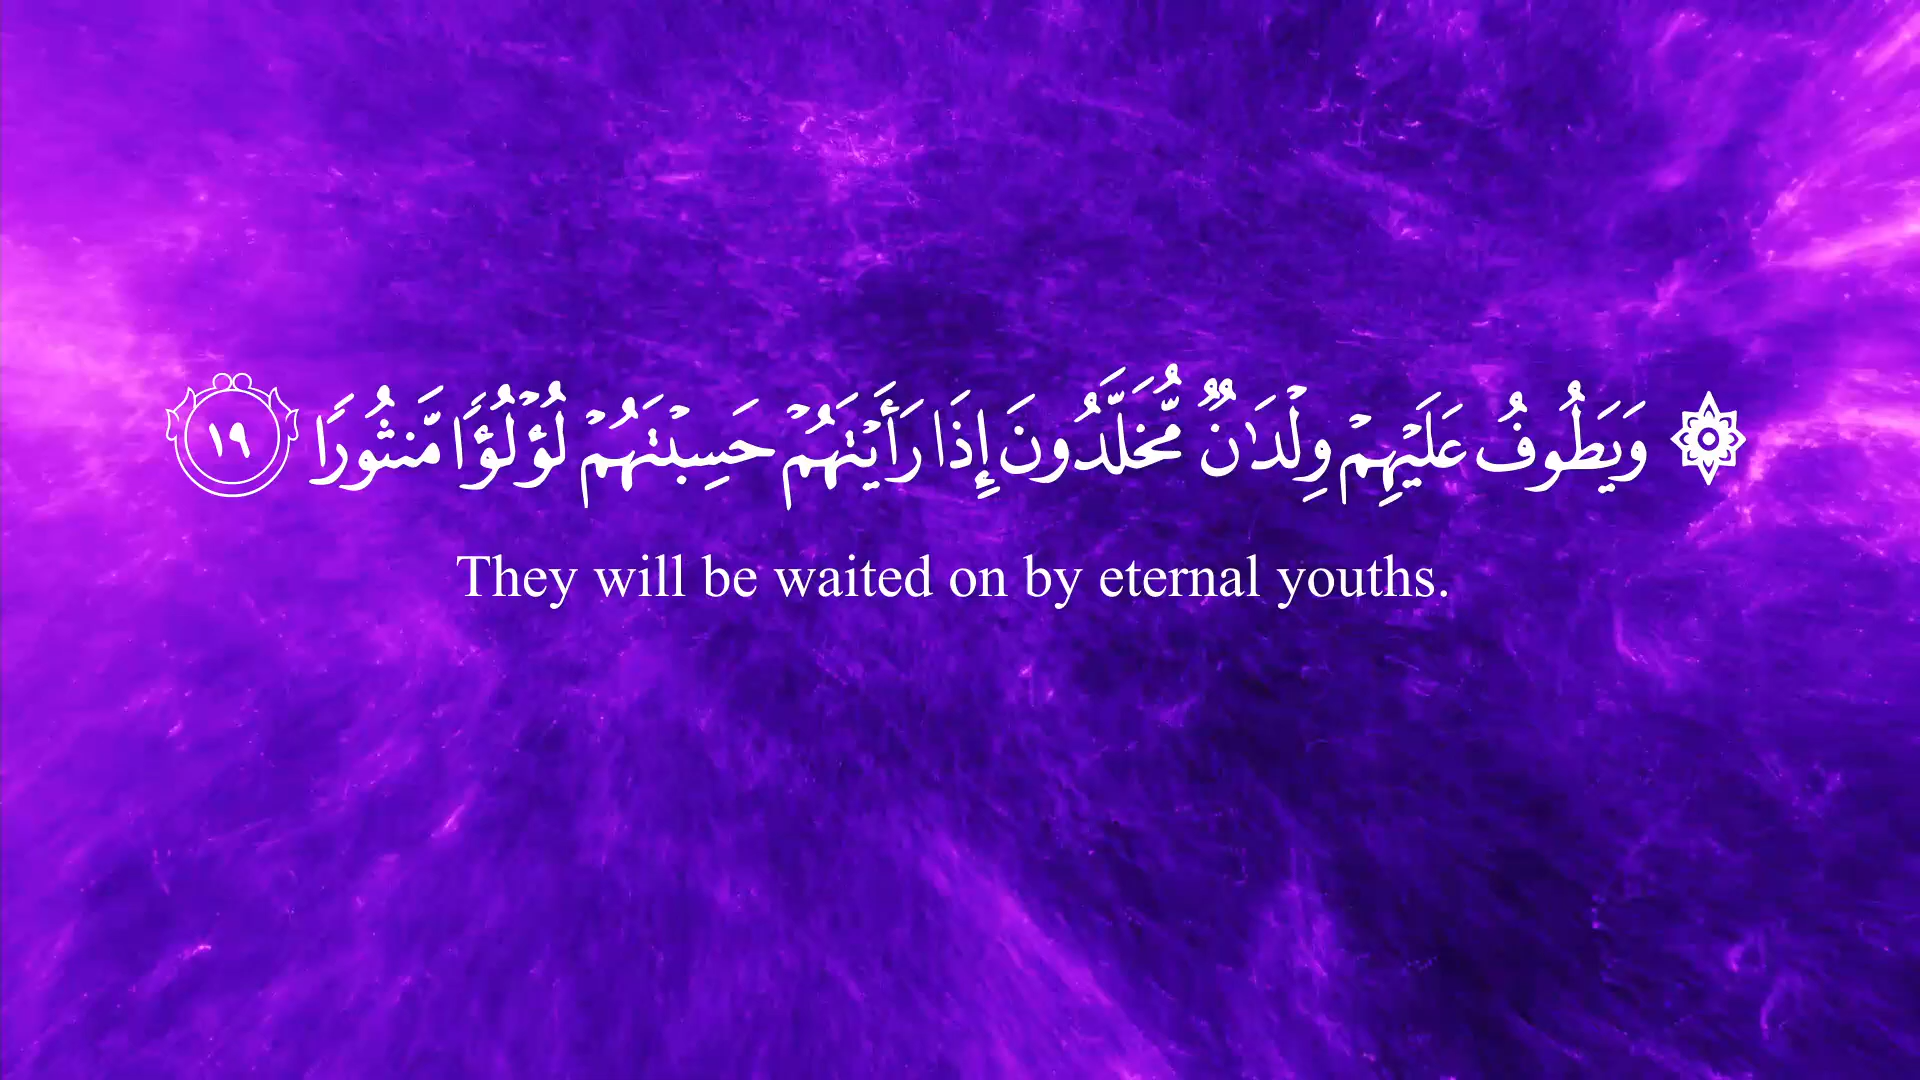 ۞ وَيَطُوفُ عَلَيْهِمْ وِلْدَٰنٌ مُّخَلَّدُونَ إِذَا رَأَيْتَهُمْ حَسِبْتَهُمْ لُؤْلُؤًا مَّنثُورًا ١٩
They will be waited on by eternal youths.